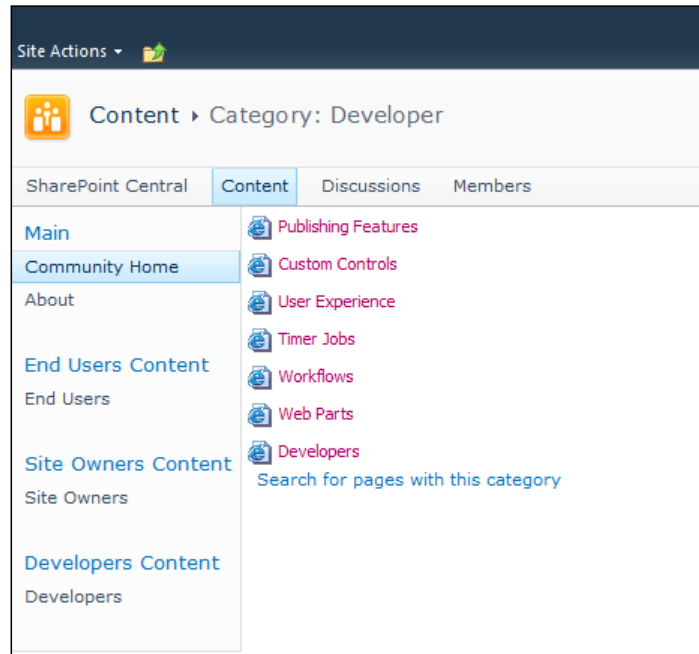 Site Actions
Content ▸ Category: Developer
SharePoint Central Content Discussions Members
Main
Community Home
About
End Users Content
End Users
Site Owners Content
Site Owners
Developers Content
Developers
Publishing Features
Custom Controls
User Experience
Timer Jobs
Workflows
Web Parts
Developers
Search for pages with this category